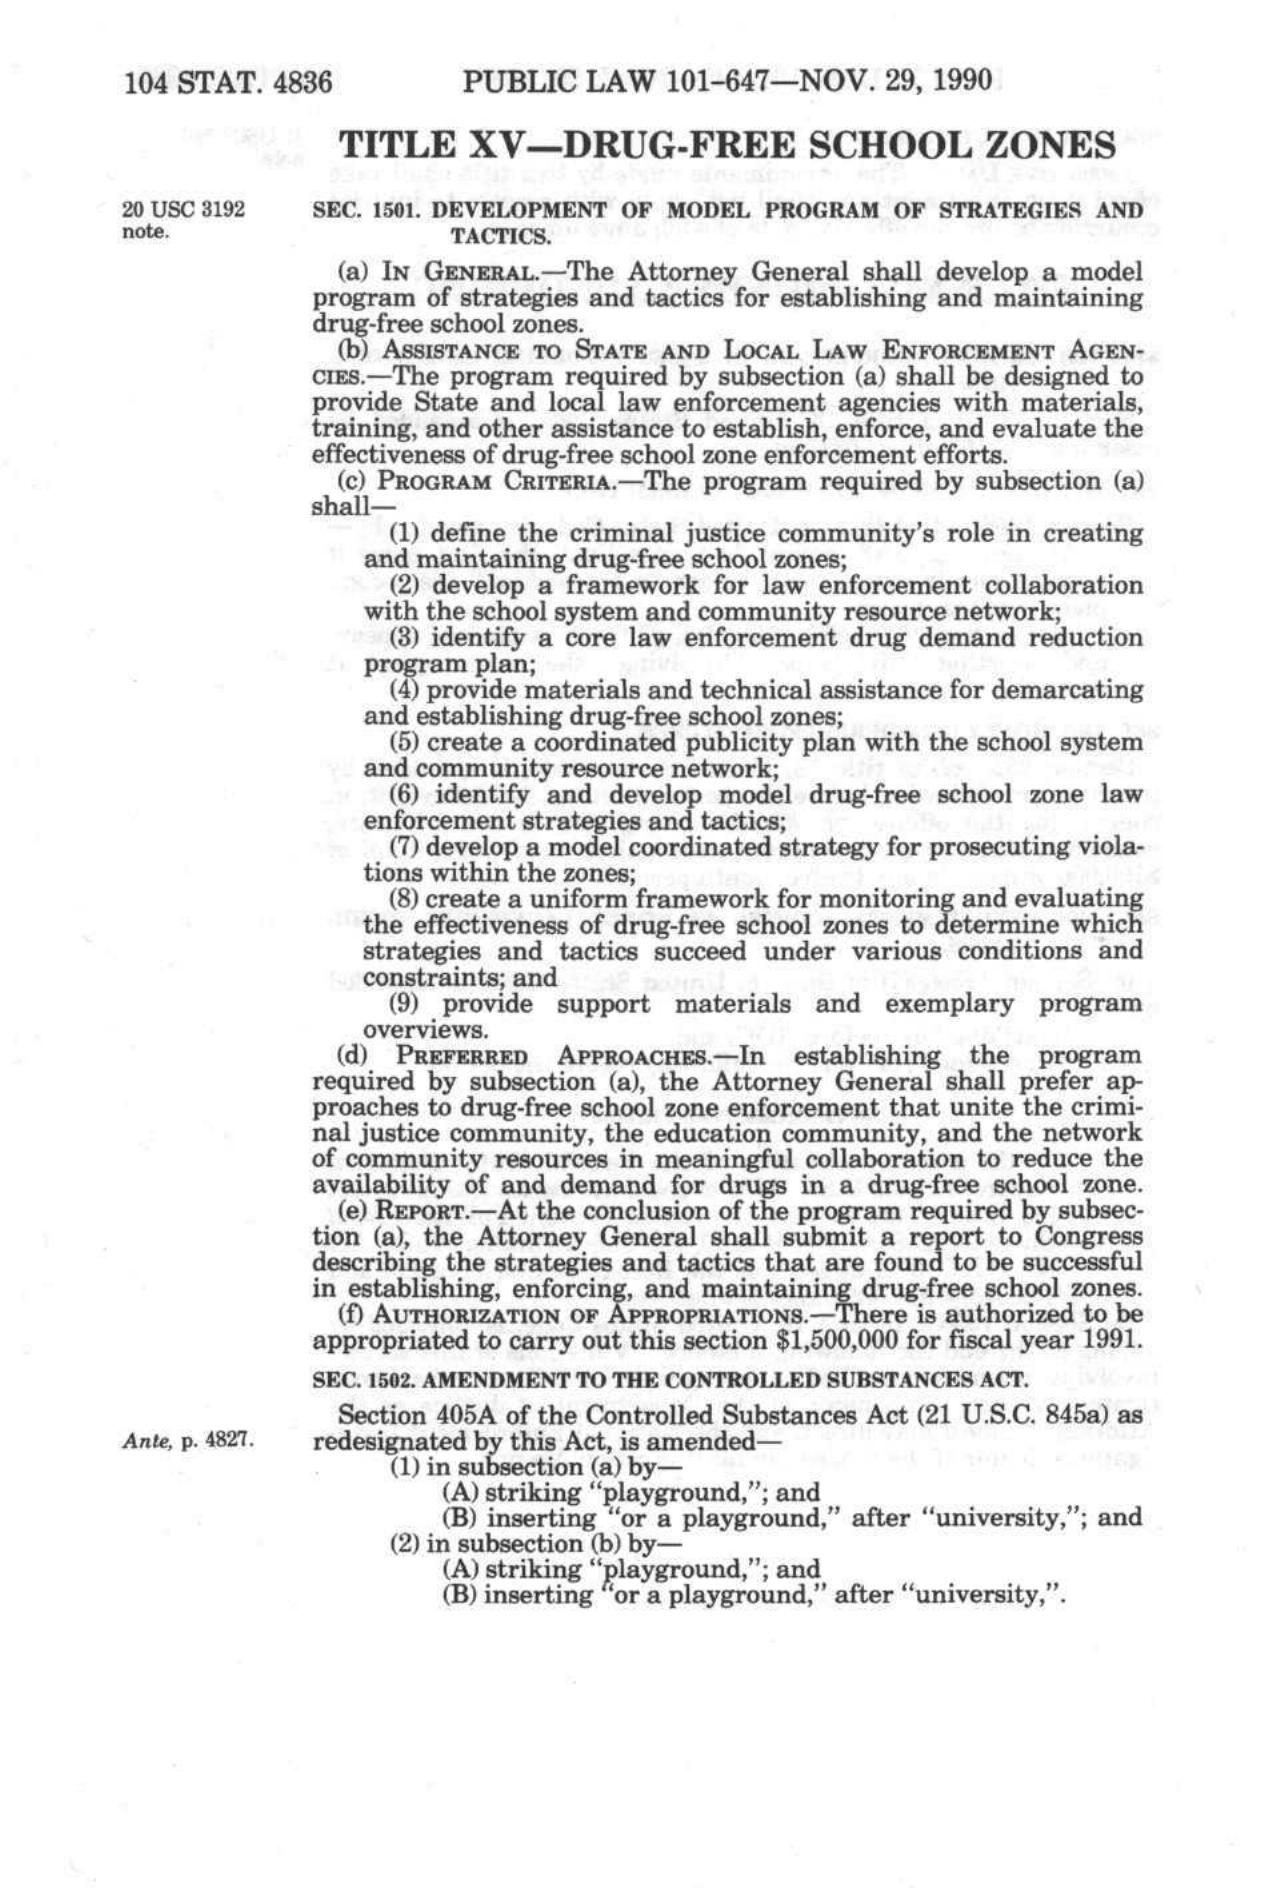 104 STAT. 4836 PUBLIC LAW 101–647—NOV. 29, 1990
TITLE XV—DRUG-FREE SCHOOL ZONES
20 USC 3192
note.
SEC. 1501. DEVELOPMENT OF MODEL PROGRAM OF STRATEGIES AND
TACTICS.
(a) IN GENERAL.—The Attorney General shall develop a model
program of strategies and tactics for establishing and maintaining
drug-free school zones.
(b) ASSISTANCE TO STATE AND LOCAL LAW ENFORCEMENT AGEN-
CIES.—The program required by subsection (a) shall be designed to
provide State and local law enforcement agencies with materials,
training, and other assistance to establish, enforce, and evaluate the
effectiveness of drug-free school zone enforcement efforts.
(c) PROGRAM CRITERIA.—The program required by subsection (a)
shall—
(1) define the criminal justice community's role in creating
and maintaining drug-free school zones;
(2) develop a framework for law enforcement collaboration
with the school system and community resource network;
(3) identify a core law enforcement drug demand reduction
program plan;
(4) provide materials and technical assistance for demarcating
and establishing drug-free school zones;
(5) create a coordinated publicity plan with the school system
and community resource network;
(6) identify and develop model drug-free school zone law
enforcement strategies and tactics;
(7) develop a model coordinated strategy for prosecuting viola-
tions within the zones;
(8) create a uniform framework for monitoring and evaluating
the effectiveness of drug-free school zones to determine which
strategies and tactics succeed under various conditions and
constraints; and
(9) provide support materials and exemplary program
overviews.
(d) PREFERRED APPROACHES.—In establishing the program
required by subsection (a), the Attorney General shall prefer ap-
proaches to drug-free school zone enforcement that unite the crimi-
nal justice community, the education community, and the network
of community resources in meaningful collaboration to reduce the
availability of and demand for drugs in a drug-free school zone.
(e) REPORT.—At the conclusion of the program required by subsec-
tion (a), the Attorney General shall submit a report to Congress
describing the strategies and tactics that are found to be successful
in establishing, enforcing, and maintaining drug-free school zones.
(f) AUTHORIZATION OF APPROPRIATIONS.—There is authorized to be
appropriated to carry out this section $1,500,000 for fiscal year 1991.
SEC. 1502. AMENDMENT TO THE CONTROLLED SUBSTANCES ACT.
Section 405A of the Controlled Substances Act (21 U.S.C. 845a) as
Ante, p. 4827.
redesignated by this Act, is amended—
(1) in subsection (a) by—
(A) striking “playground,”; and
(B) inserting “or a playground,” after “university,”; and
(2) in subsection (b) by—
(A) striking “playground,”; and
(B) inserting “or a playground,” after “university,”.